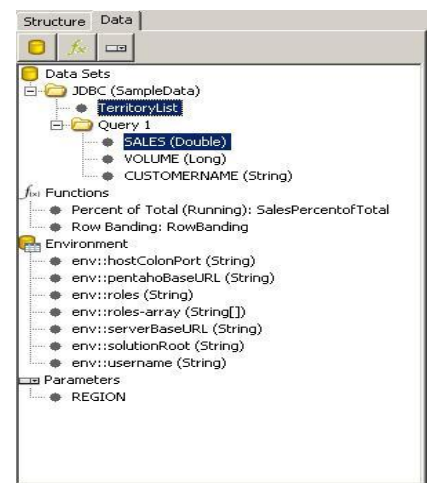 Structure Data
Data Sets
JDBC (SampleData)
TerritoryList
Query 1
SALES (Double)
VOLUME (Long)
CUSTOMERNAME (String)
Functions
Percent of Total (Running): SalesPercentofTotal
Row Banding: RowBanding
Environment
env::hostColonPort (String)
env::pentahoBaseURL (String)
env::roles (String)
env::roles-array (String[])
env::serverBaseURL (String)
env::solutionRoot (String)
env::username (String)
Parameters
REGION